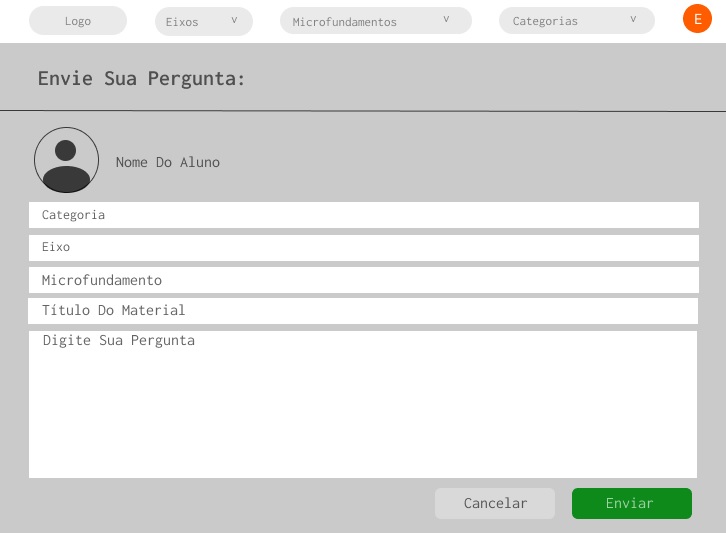 Logo
Eixos v
Microfundamentos v
Categorias v
E
Envie Sua Pergunta:
Nome Do Aluno
Categoria
Eixo
Microfundamento
Título Do Material
Digite Sua Pergunta
Cancelar
Enviar